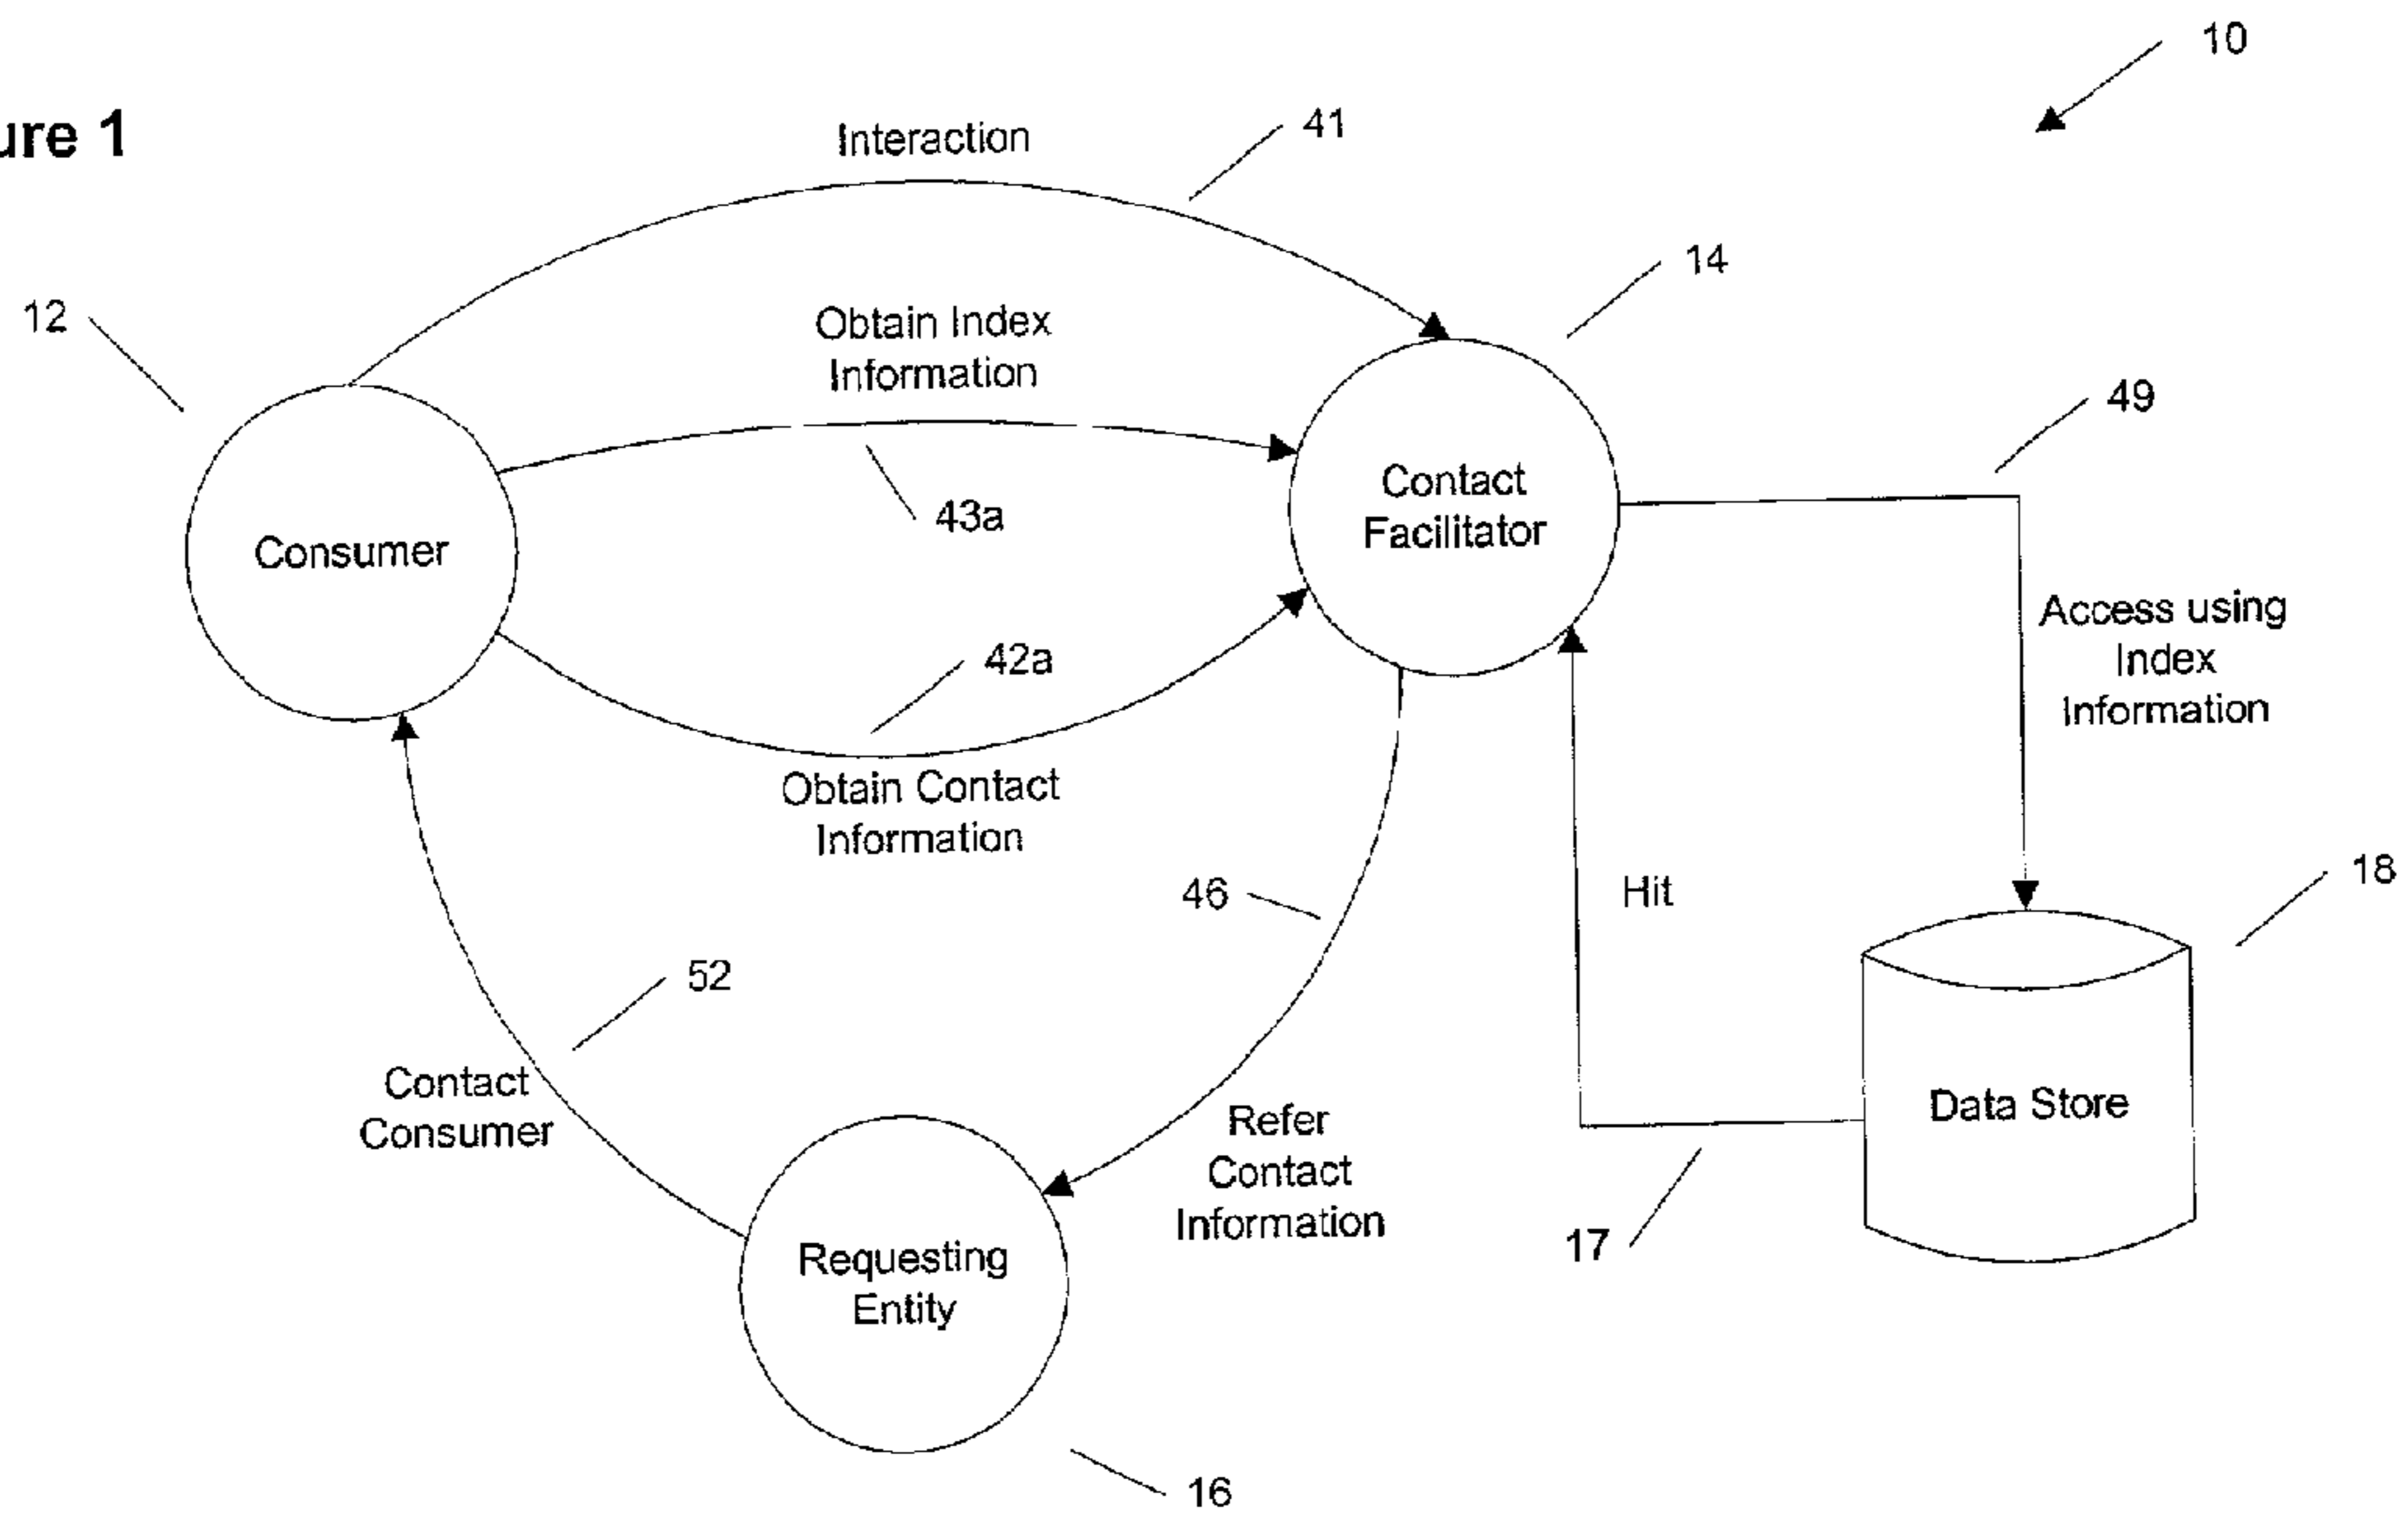 10
ure 1
Interaction
41
14
12
Obtain Index
Information
49
43a
Contact
Facilitator
Consumer
Access using
Index
Information
42a
Obtain Contact
Information
46
Hit
18
52
Contact
Consumer
Refer
Contact
Information
Data Store
17
Requesting
Entity
16